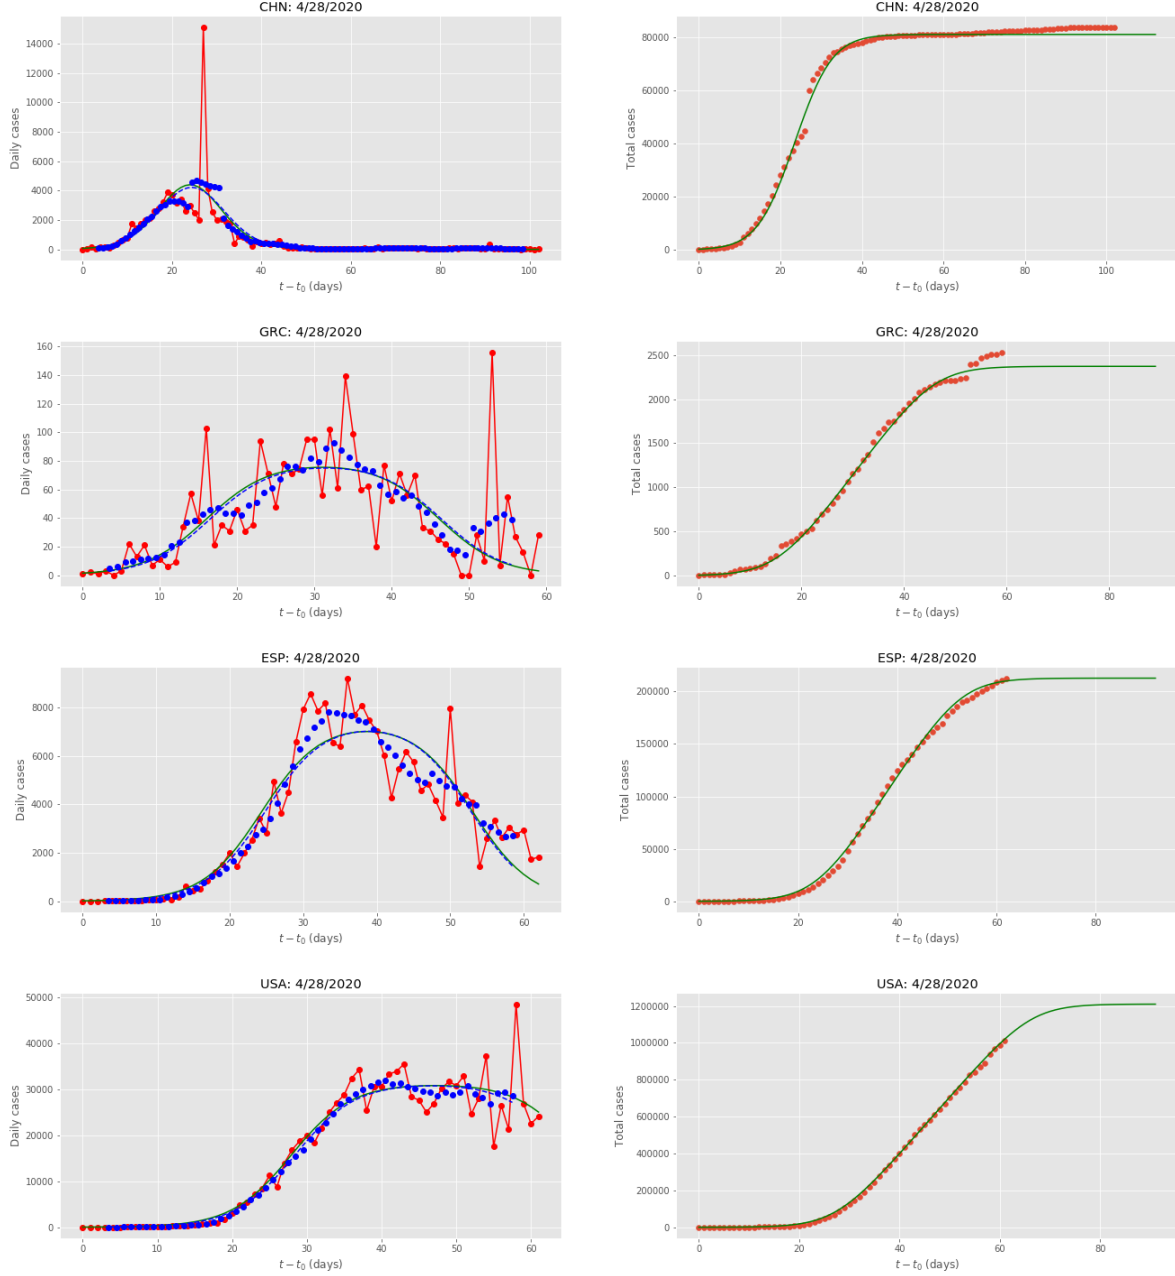 CHN: 4/28/2020
14000
12000
10000
8000
6000
4000
2000
0
Daily cases
0 20 40 60 80 100
t − t₀ (days)
CHN: 4/28/2020
80000
60000
40000
20000
0
Total cases
0 20 40 60 80 100
t − t₀ (days)
GRC: 4/28/2020
160
140
120
100
80
60
40
20
0
Daily cases
0 10 20 30 40 50 60
t − t₀ (days)
GRC: 4/28/2020
2500
2000
1500
1000
500
0
Total cases
0 20 40 60 80
t − t₀ (days)
ESP: 4/28/2020
8000
6000
4000
2000
0
Daily cases
0 10 20 30 40 50 60
t − t₀ (days)
ESP: 4/28/2020
200000
150000
100000
50000
0
Total cases
0 20 40 60 80
t − t₀ (days)
USA: 4/28/2020
50000
40000
30000
20000
10000
0
Daily cases
0 10 20 30 40 50 60
t − t₀ (days)
USA: 4/28/2020
1200000
1000000
800000
600000
400000
200000
0
Total cases
0 20 40 60 80
t − t₀ (days)